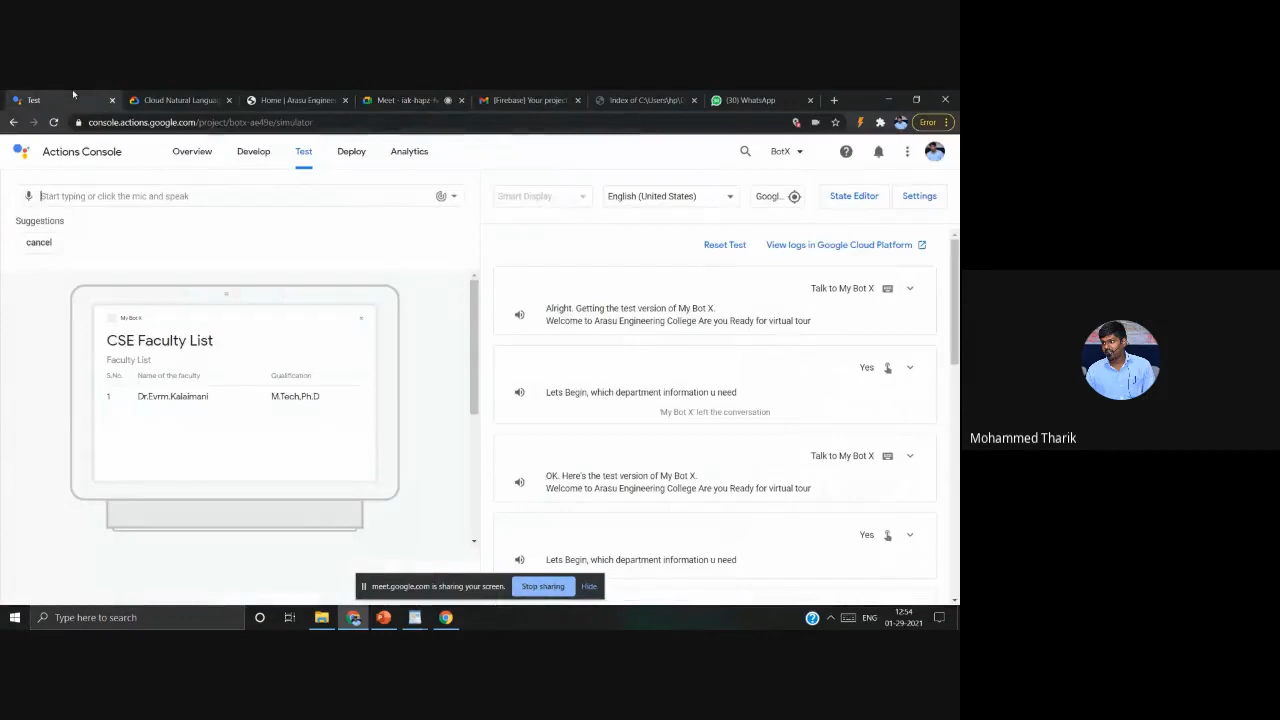 Test
Cloud Natural Langua
Home | Arasu Engineer
Meet - iak-hapz-
[Firebase] Your project
Index of C:\Users\hp\
(30) WhatsApp
console.actions.google.com/project/botx-ae49e/simulator
Error
Actions Console
Overview
Develop
Test
Deploy
Analytics
BotX
Start typing or click the mic and speak
Smart Display
English (United States)
Googl...
State Editor
Settings
Suggestions
cancel
Reset Test
View logs in Google Cloud Platform
My Bot X
CSE Faculty List
Faculty List
S.No. Name of the faculty Qualification
1 Dr.Evrm.Kalaimani M.Tech,Ph.D
Talk to My Bot X
Alright. Getting the test version of My Bot X.
Welcome to Arasu Engineering College Are you Ready for virtual tour
Yes
Lets Begin, which department information u need
'My Bot X' left the conversation
Talk to My Bot X
OK. Here's the test version of My Bot X.
Welcome to Arasu Engineering College Are you Ready for virtual tour
Yes
Lets Begin, which department information u need
meet.google.com is sharing your screen.
Stop sharing
Hide
Type here to search
ENG
12:54
01-29-2021
Mohammed Tharik